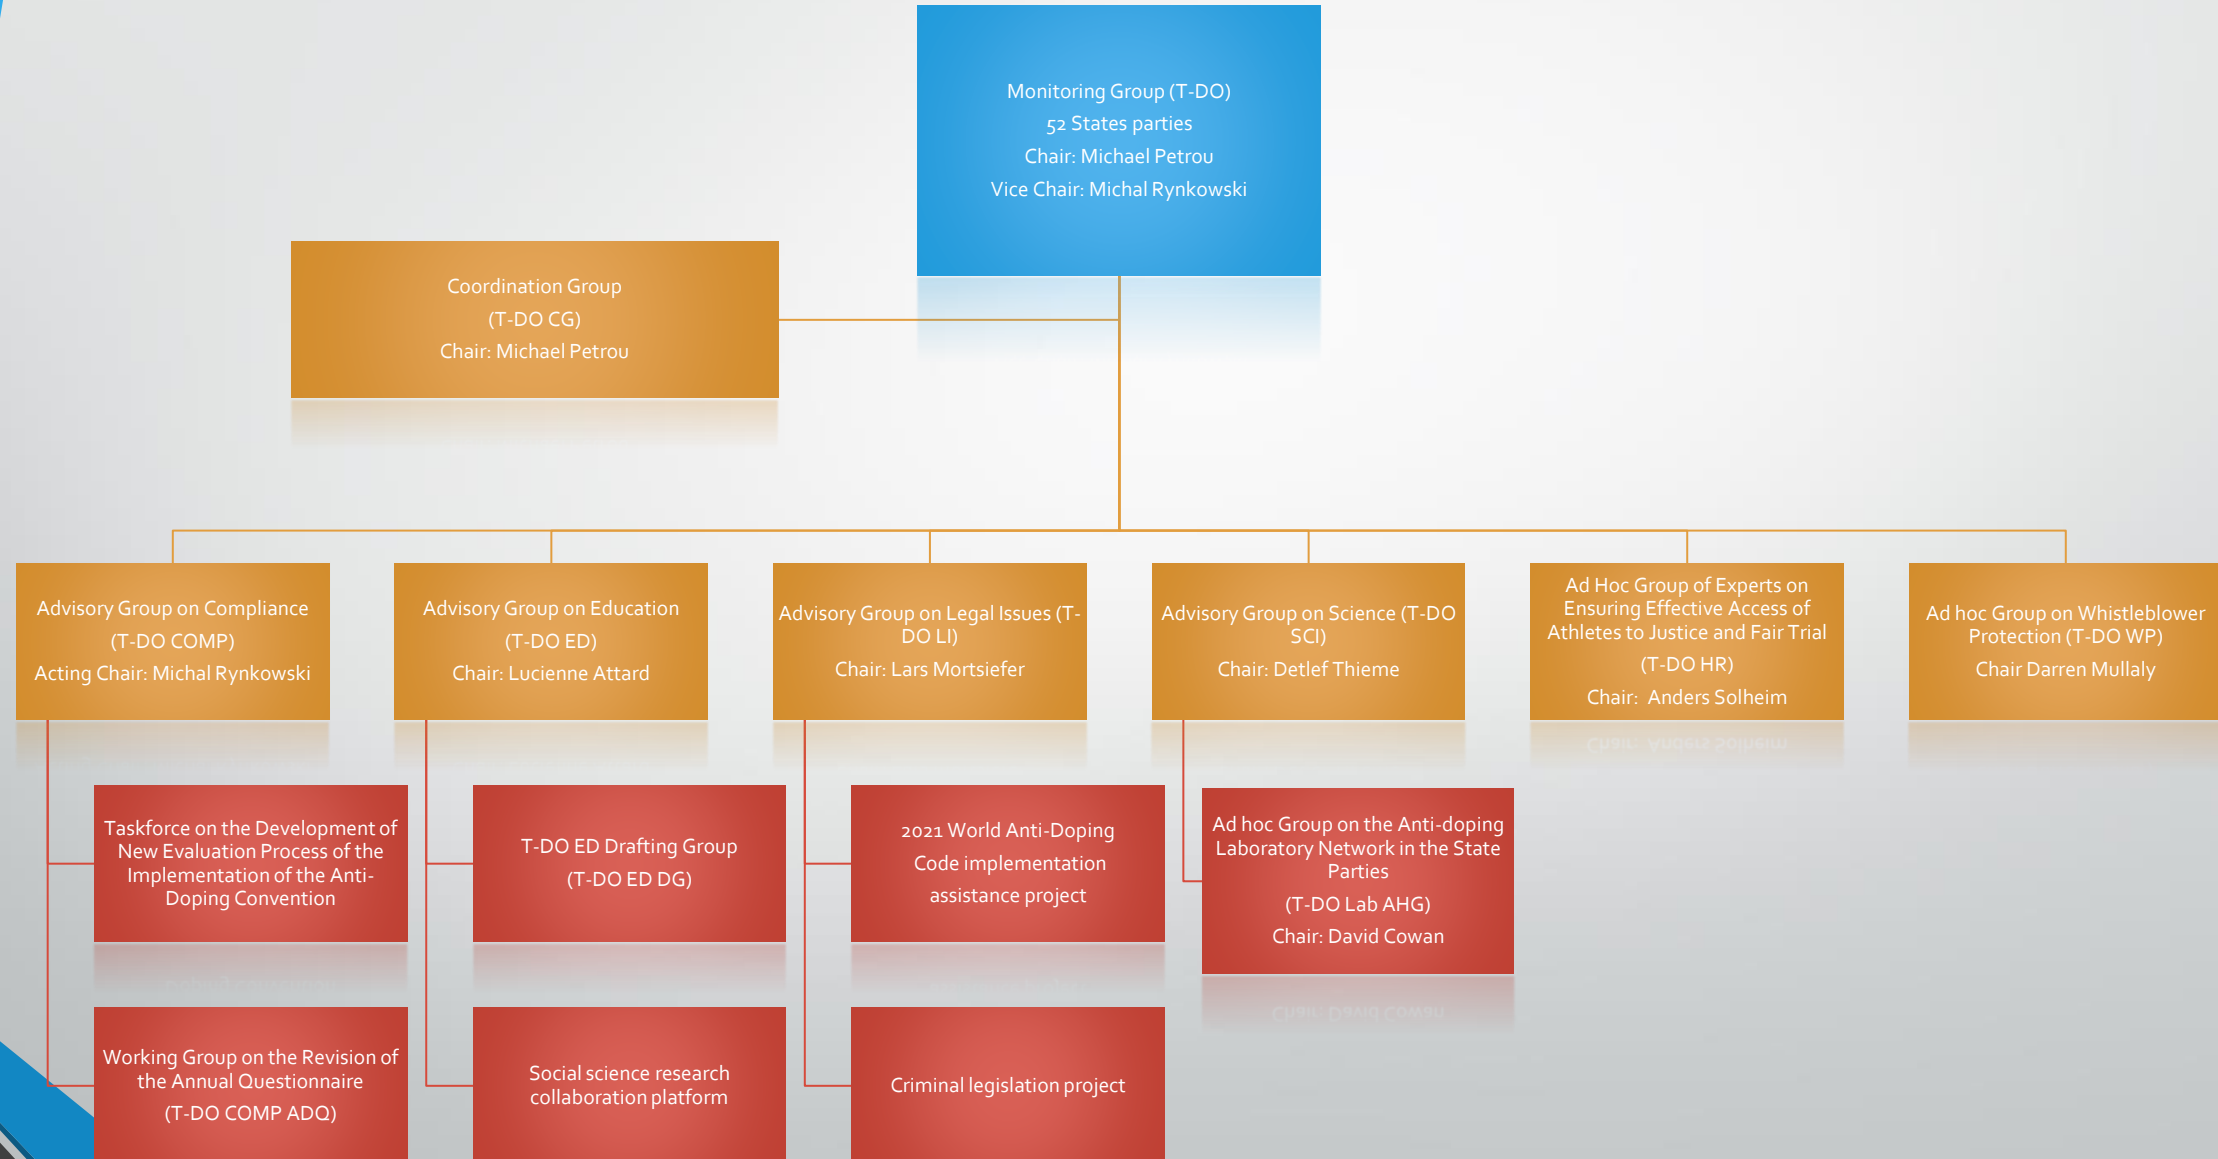 Monitoring Group (T-DO)
52 States parties
Chair: Michael Petrou
Vice Chair: Michal Rynkowski
Coordination Group
(T-DO CG)
Chair: Michael Petrou
Advisory Group on Compliance
(T-DO COMP)
Acting Chair: Michal Rynkowski
Advisory Group on Education
(T-DO ED)
Chair: Lucienne Attard
Advisory Group on Legal Issues (T-
DO LI)
Chair: Lars Mortsiefer
Advisory Group on Science (T-DO
SCI)
Chair: Detlef Thieme
Ad Hoc Group of Experts on
Ensuring Effective Access of
Athletes to Justice and Fair Trial
(T-DO HR)
Chair: Anders Solheim
Ad hoc Group on Whistleblower
Protection (T-DO WP)
Chair Darren Mullaly
Taskforce on the Development of
New Evaluation Process of the
Implementation of the Anti-
Doping Convention
T-DO ED Drafting Group
(T-DO ED DG)
2021 World Anti-Doping
Code implementation
assistance project
Ad hoc Group on the Anti-doping
Laboratory Network in the State
Parties
(T-DO Lab AHG)
Chair: David Cowan
Working Group on the Revision of
the Annual Questionnaire
(T-DO COMP ADQ)
Social science research
collaboration platform
Criminal legislation project